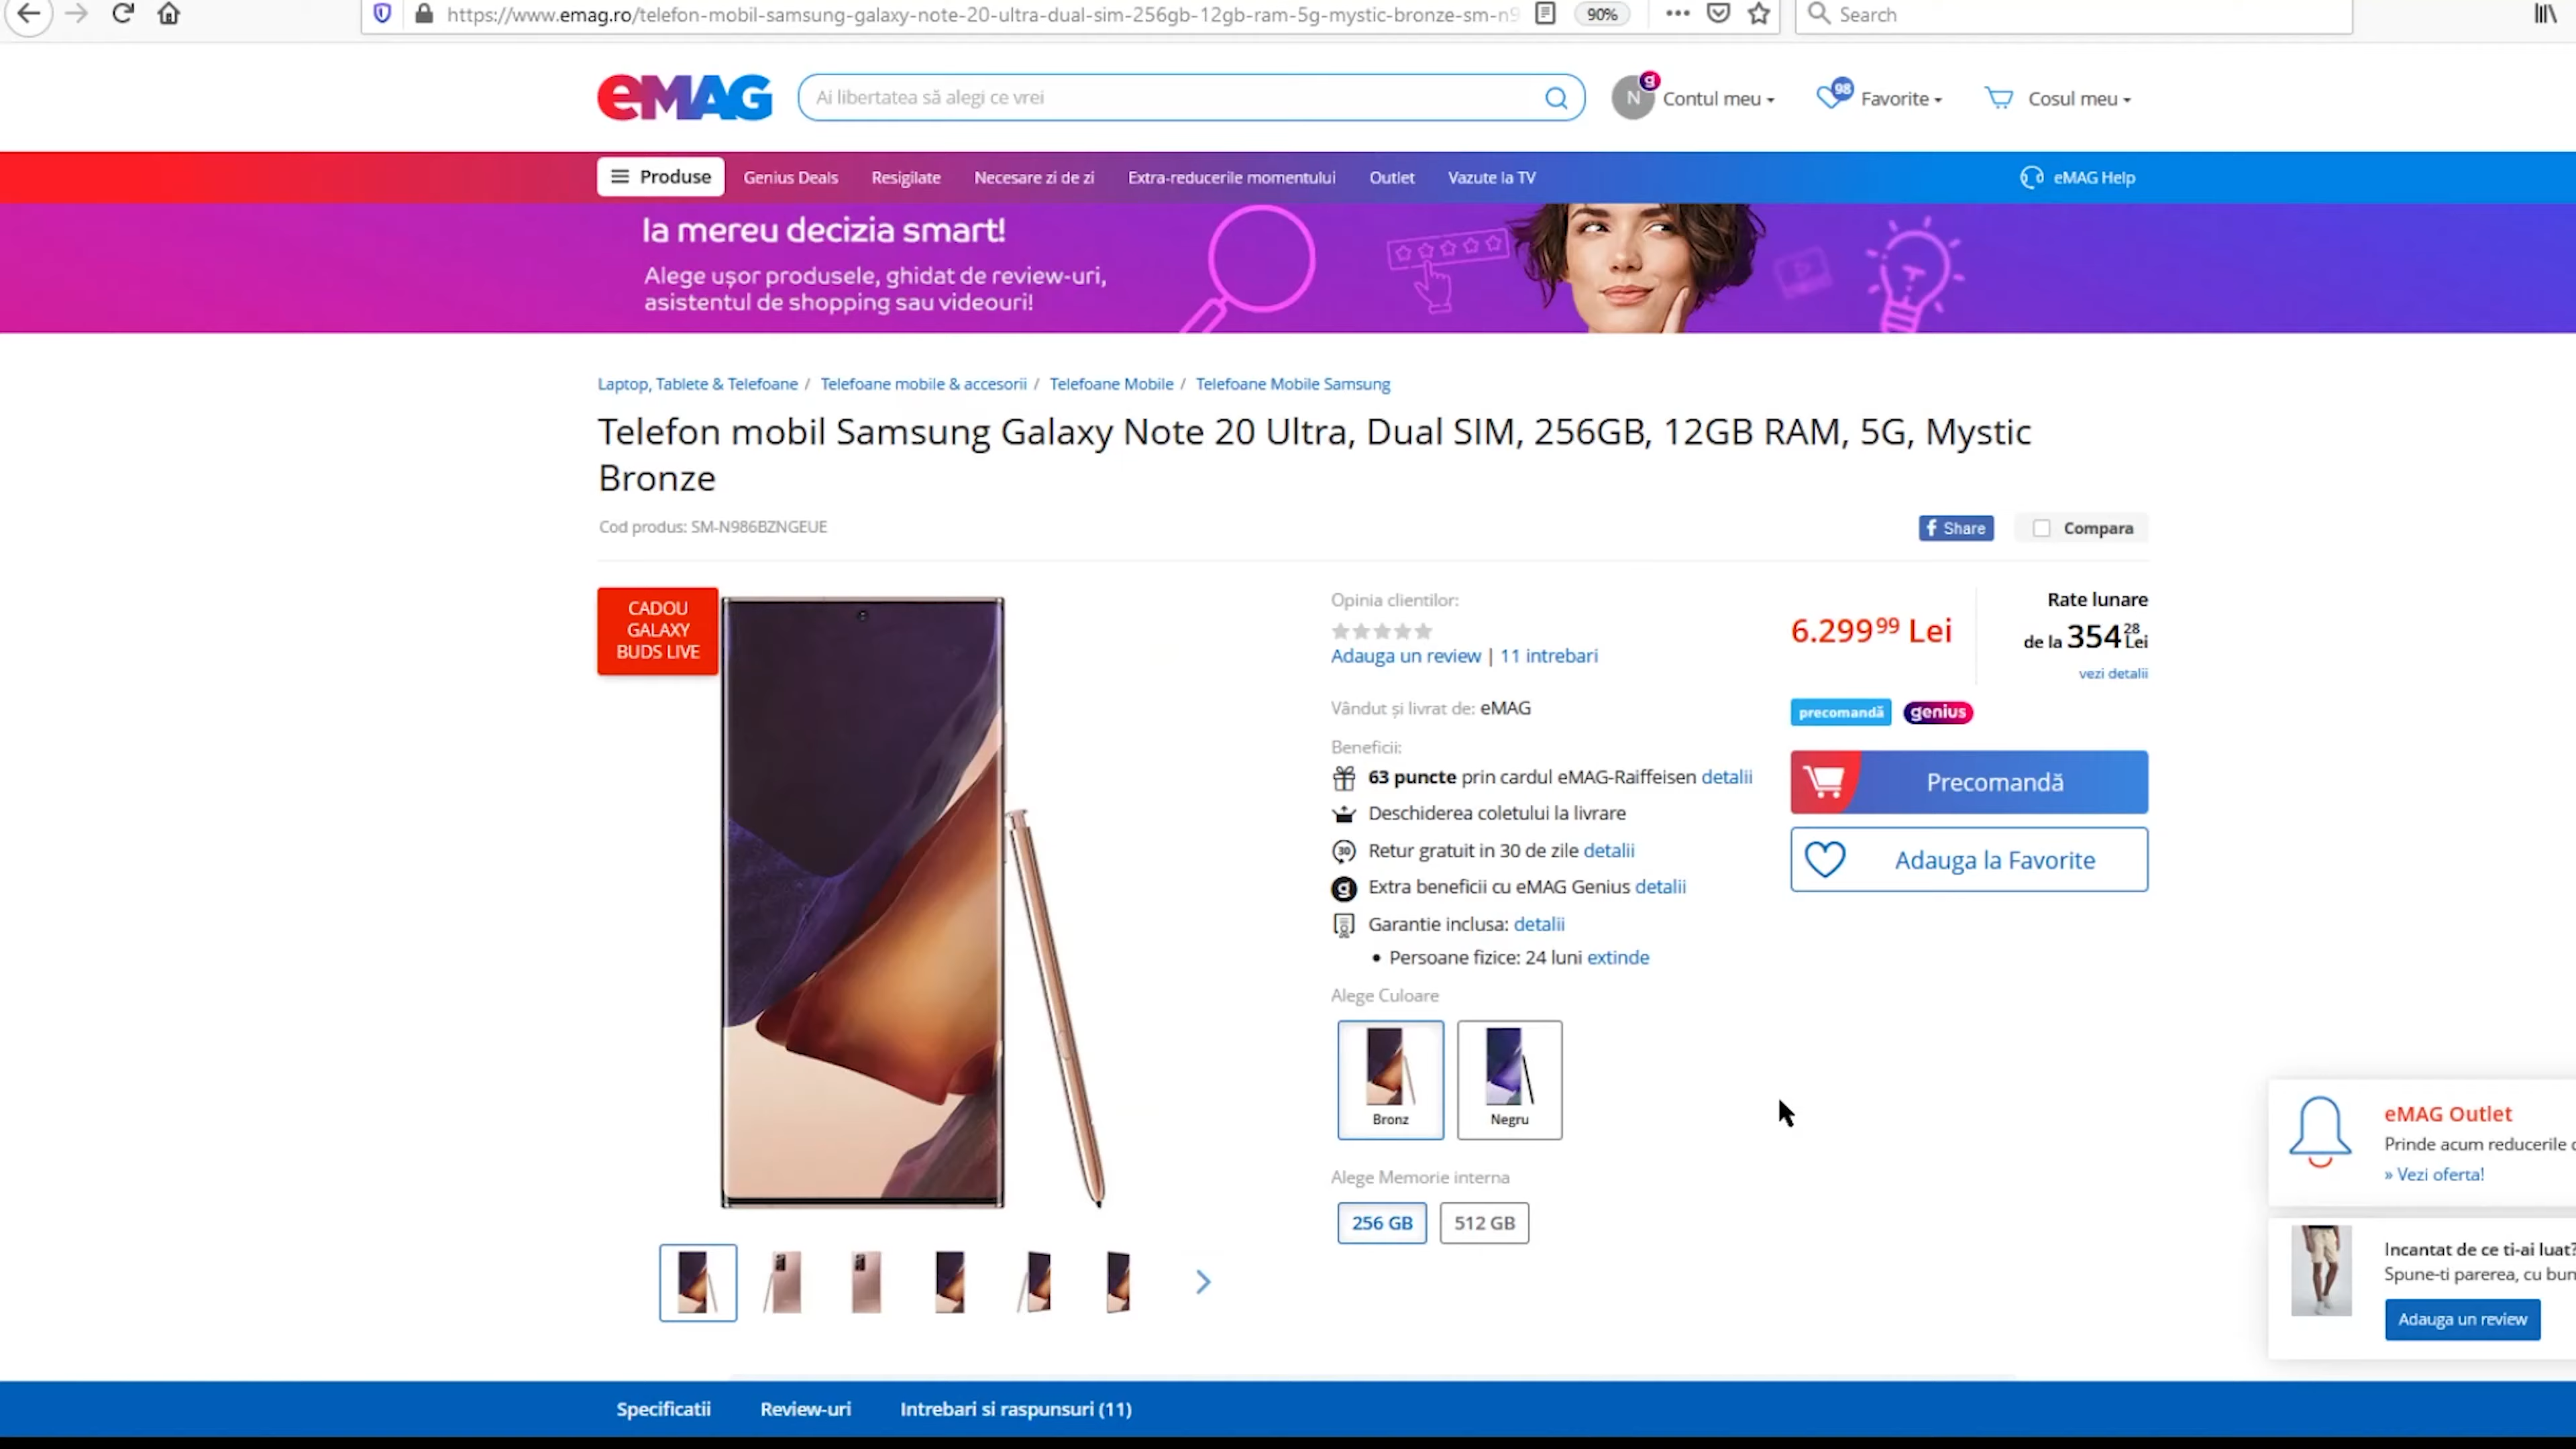 https://www.emag.ro/telefon-mobil-samsung-galaxy-note-20-ultra-dual-sim-256gb-12gb-ram-5g-mystic-bronze-sm-n9
90%
Search
eMAG
Ai libertatea să alegi ce vrei
N
g
Contul meu
98
Favorite
Cosul meu
Produse
Genius Deals
Resigilate
Necesare zi de zi
Extra-reducerile momentului
Outlet
Vazute la TV
eMAG Help
Ia mereu decizia smart!
Alege ușor produsele, ghidat de review-uri,
asistentul de shopping sau videouri!
Laptop, Tablete & Telefoane / Telefoane mobile & accesorii / Telefoane Mobile / Telefoane Mobile Samsung
Telefon mobil Samsung Galaxy Note 20 Ultra, Dual SIM, 256GB, 12GB RAM, 5G, Mystic
Bronze
Cod produs: SM-N986BZNGEUE
f Share
Compara
CADOU
GALAXY
BUDS LIVE
Opinia clientilor:
Adauga un review | 11 intrebari
Vândut și livrat de: eMAG
Beneficii:
63 puncte prin cardul eMAG-Raiffeisen detalii
Deschiderea coletului la livrare
30 Retur gratuit in 30 de zile detalii
g Extra beneficii cu eMAG Genius detalii
Garantie inclusa: detalii
• Persoane fizice: 24 luni extinde
Alege Culoare
Bronz
Negru
Alege Memorie interna
256 GB
512 GB
6.299⁹⁹ Lei
Rate lunare
de la 354²⁸ Lei
vezi detalii
precomandă
genius
Precomandă
Adauga la Favorite
eMAG Outlet
Prinde acum reducerile
» Vezi oferta!
Incantat de ce ti-ai luat?
Spune-ti parerea, cu bun
Adauga un review
Specificatii
Review-uri
Intrebari si raspunsuri (11)